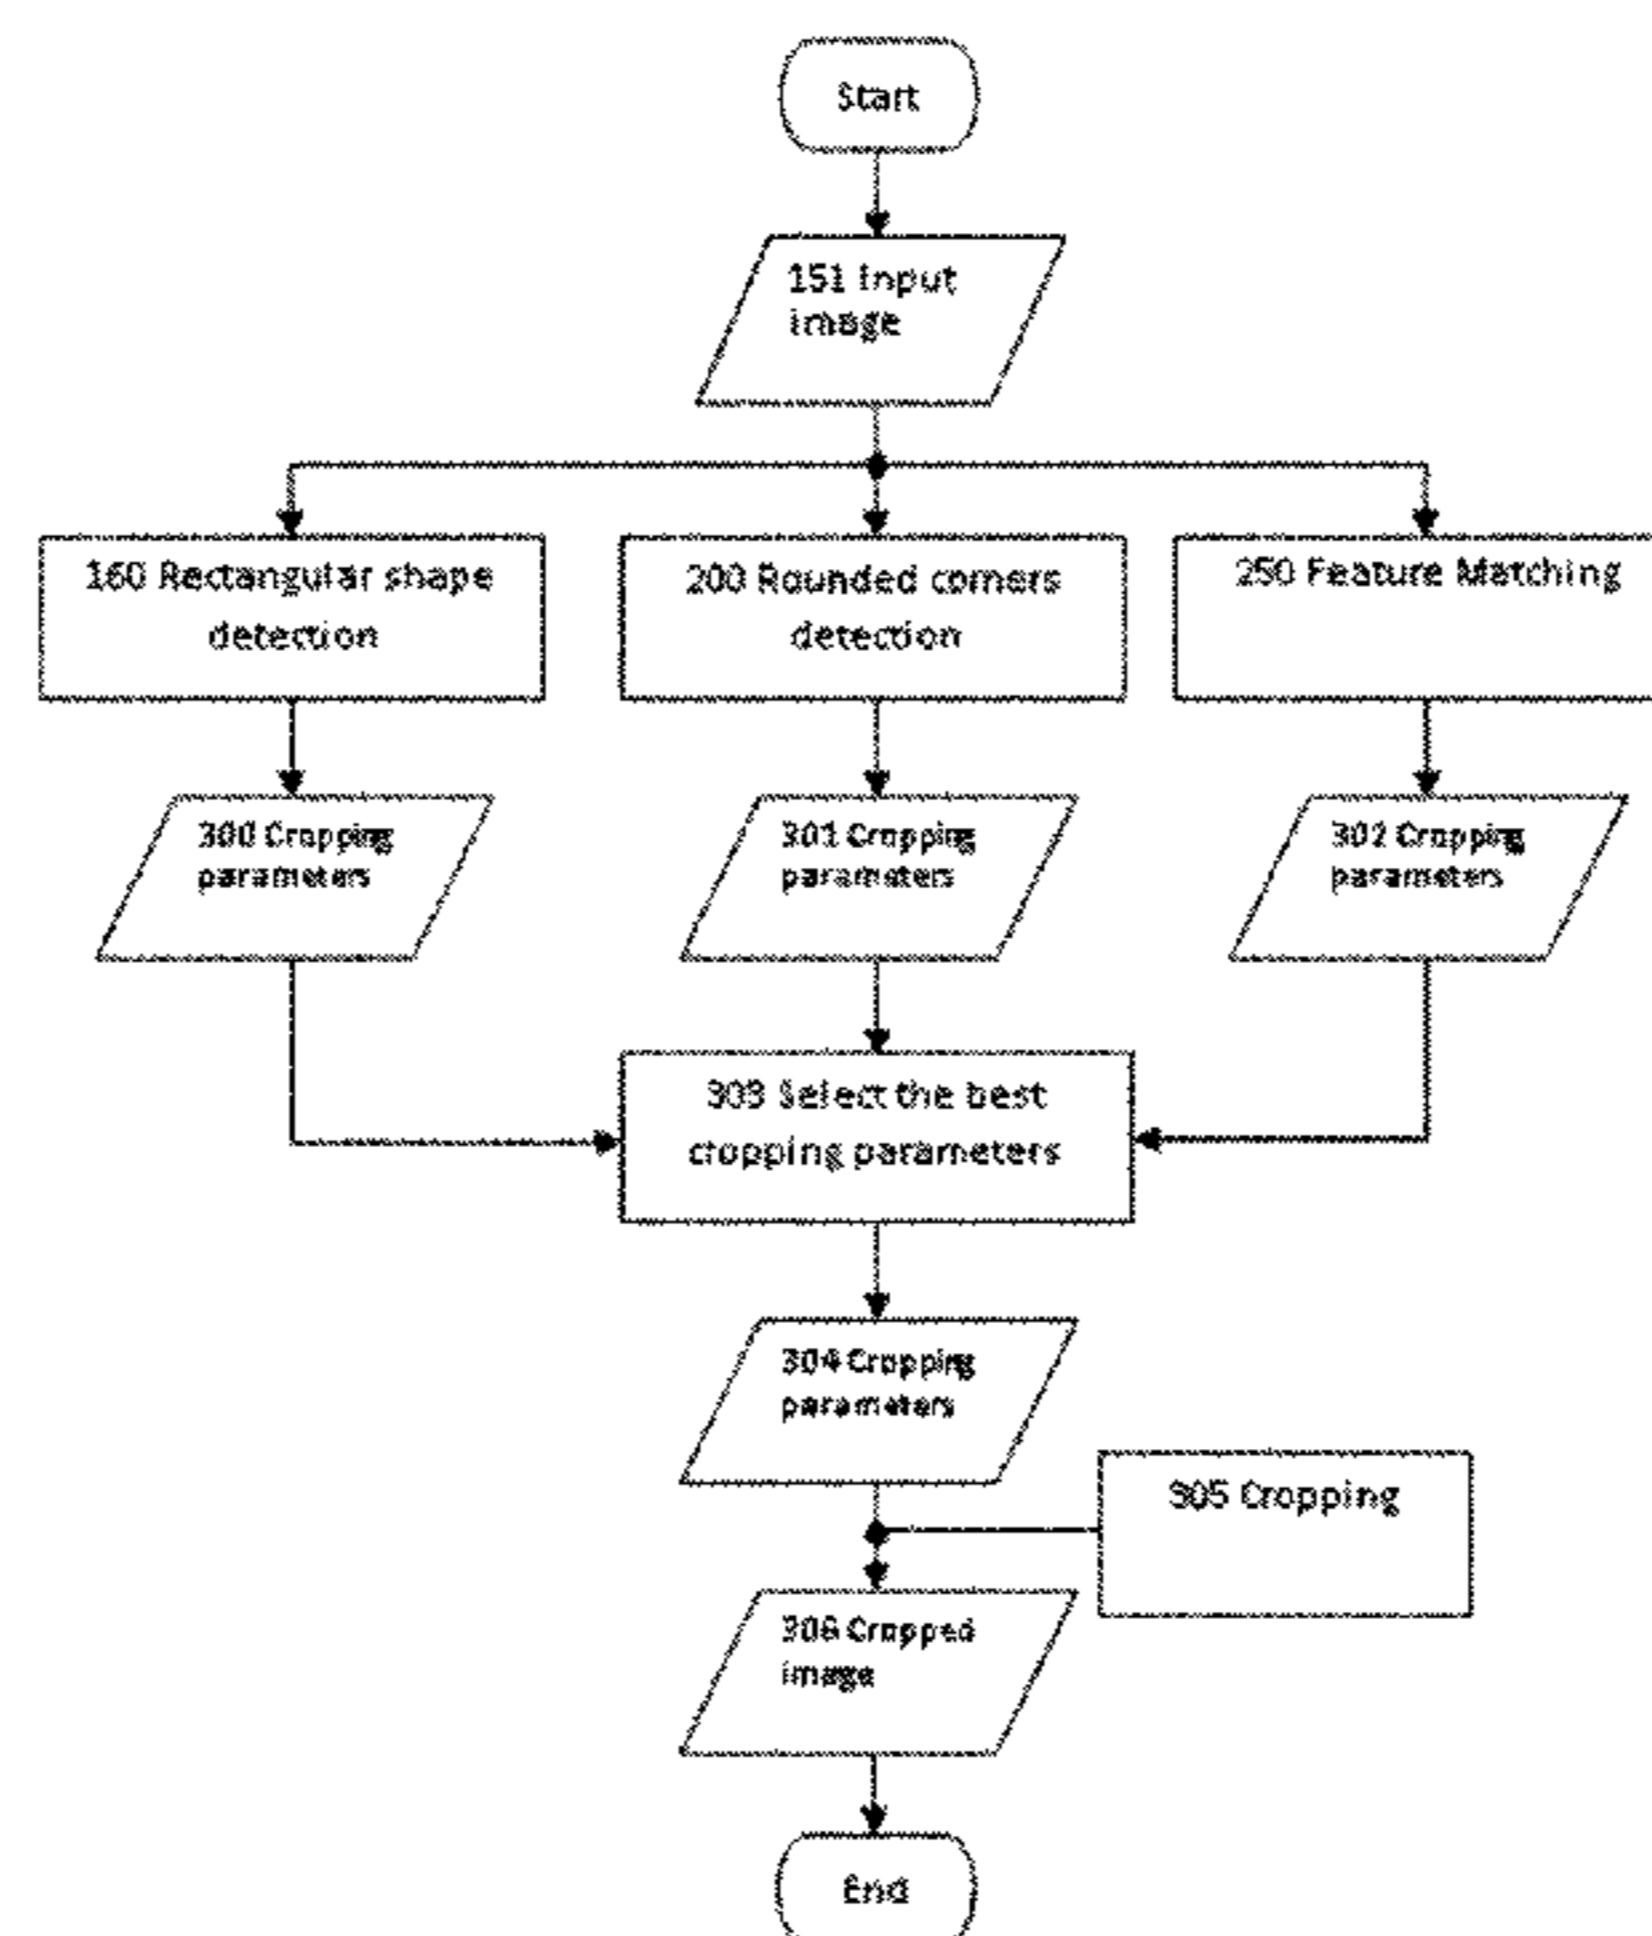 Start
151 Input
image
160 Rectangular shape
detection
200 Rounded corners
detection
250 Feature Matching
300 Cropping
parameters
301 Cropping
parameters
302 Cropping
parameters
303 Select the best
cropping parameters
304 Cropping
parameters
305 Cropping
306 Cropped
image
End